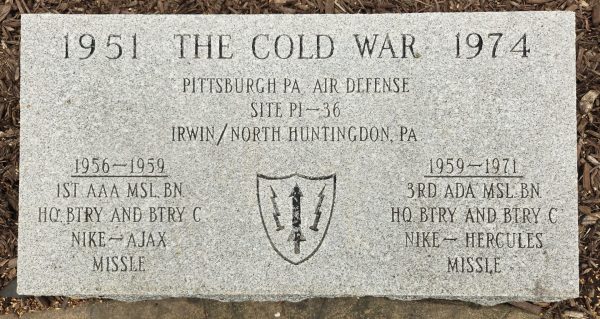 1951 THE COLD WAR 1974
PITTSBURGH PA AIR DEFENSE
SITE PI-36
IRWIN/NORTH HUNTINGDON, PA
1956-1959
1ST AAA MSL BN
HQ BTRY AND BTRY C
NIKE-AJAX
MISSLE
1959-1971
3RD ADA MSL BN
HQ BTRY AND BTRY C
NIKE-HERCULES
MISSLE